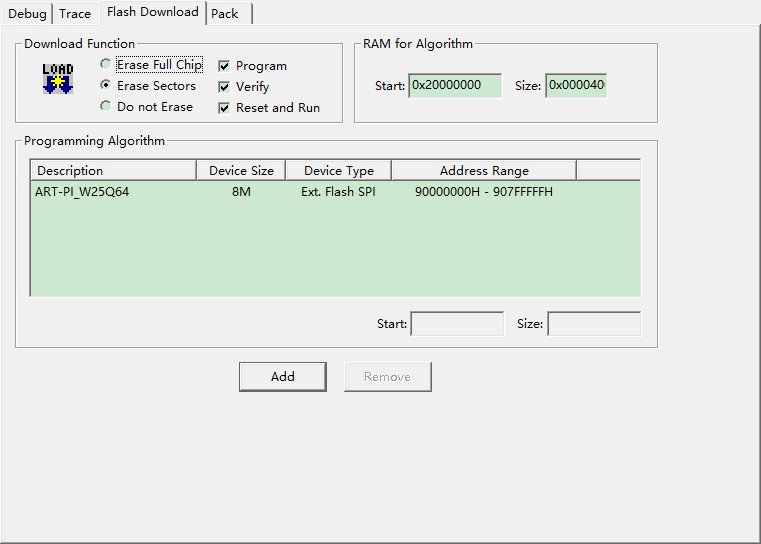 Debug Trace Flash Download Pack
Download Function
LOAD
Erase Full Chip
Erase Sectors
Do not Erase
Program
Verify
Reset and Run
RAM for Algorithm
Start: 0x20000000 Size: 0x000040
Programming Algorithm
Description Device Size Device Type Address Range
ART-PI_W25Q64 8M Ext. Flash SPI 90000000H - 907FFFFFH
Start: Size:
Add Remove